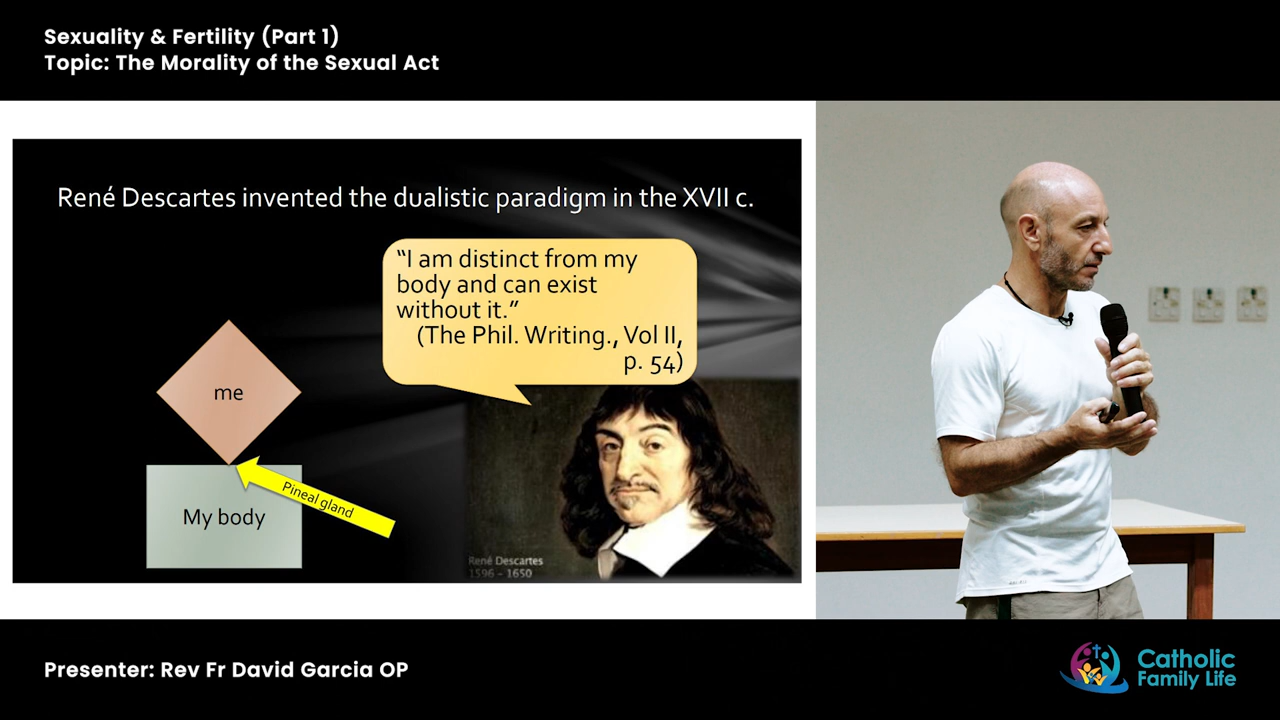 Sexuality & Fertility (Part 1)
Topic: The Morality of the Sexual Act
René Descartes invented the dualistic paradigm in the XVII c.
“I am distinct from my
body and can exist
without it.”
(The Phil. Writing., Vol II,
p. 54)
me
Pineal gland
My body
René Descartes
1596 - 1650
Presenter: Rev Fr David Garcia OP
Catholic
Family Life